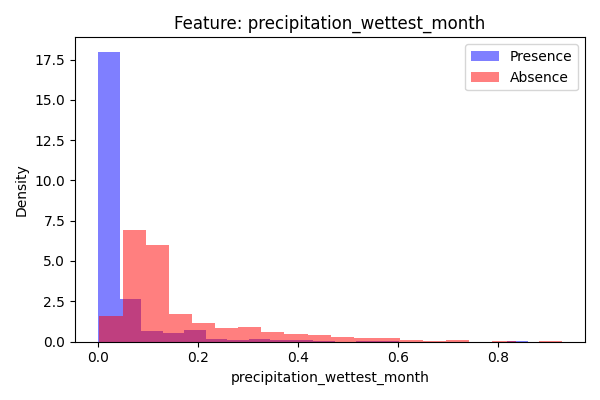 Feature: precipitation_wettest_month
Presence
Absence
Density
17.5
15.0
12.5
10.0
7.5
5.0
2.5
0.0
0.0 0.2 0.4 0.6 0.8
precipitation_wettest_month